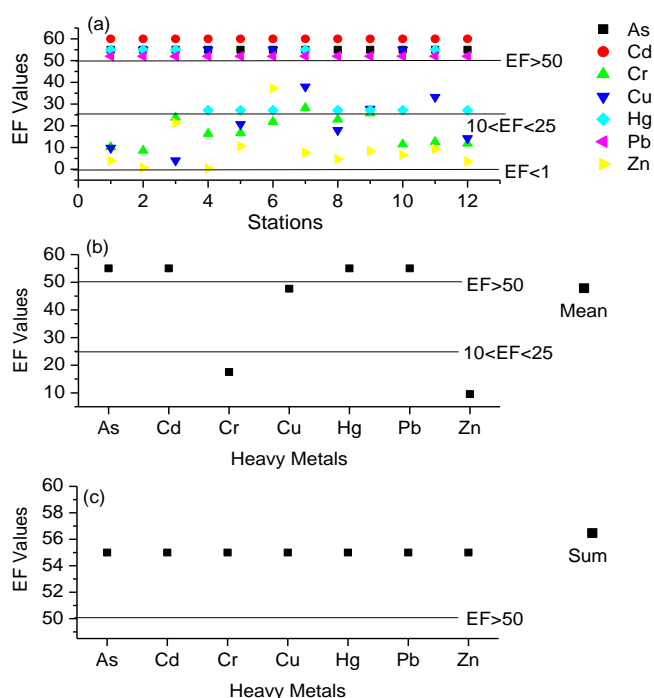 (a)
60
50
40
30
20
10
0
EF Values
0 2 4 6 8 10 12
Stations
EF>50
10<EF<25
EF<1
As
Cd
Cr
Cu
Hg
Pb
Zn
(b)
60
50
40
30
20
10
EF Values
As Cd Cr Cu Hg Pb Zn
Heavy Metals
EF>50
10<EF<25
Mean
(c)
60
58
56
54
52
50
EF Values
As Cd Cr Cu Hg Pb Zn
Heavy Metals
EF>50
Sum